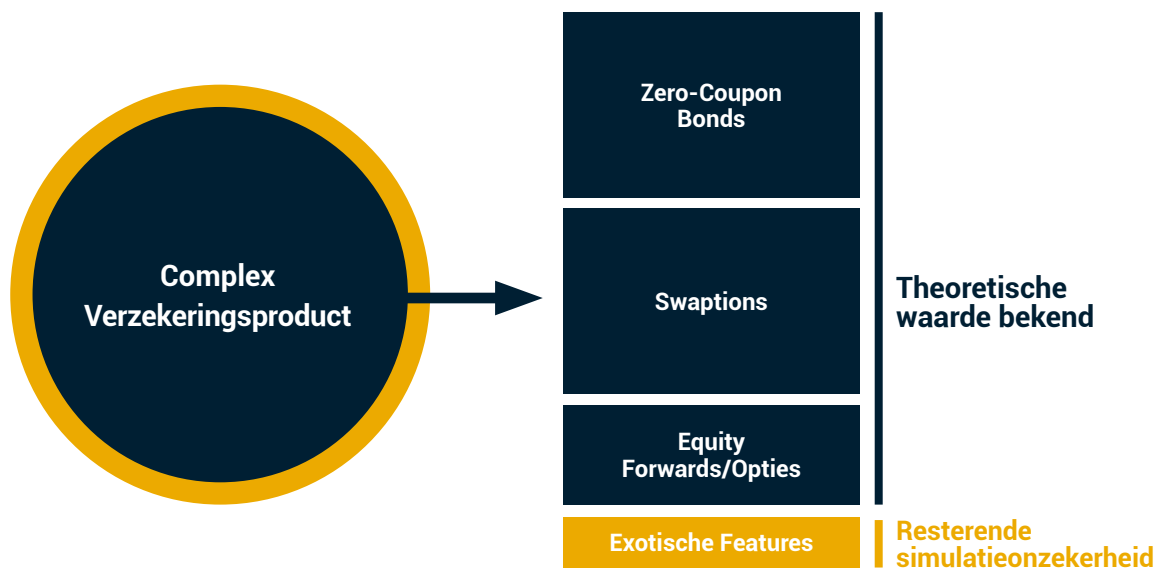 Complex
Verzekeringsproduct
Zero-Coupon
Bonds
Swaptions
Equity
Forwards/Opties
Exotische Features
Theoretische
waarde bekend
Resterende
simulatieonzekerheid